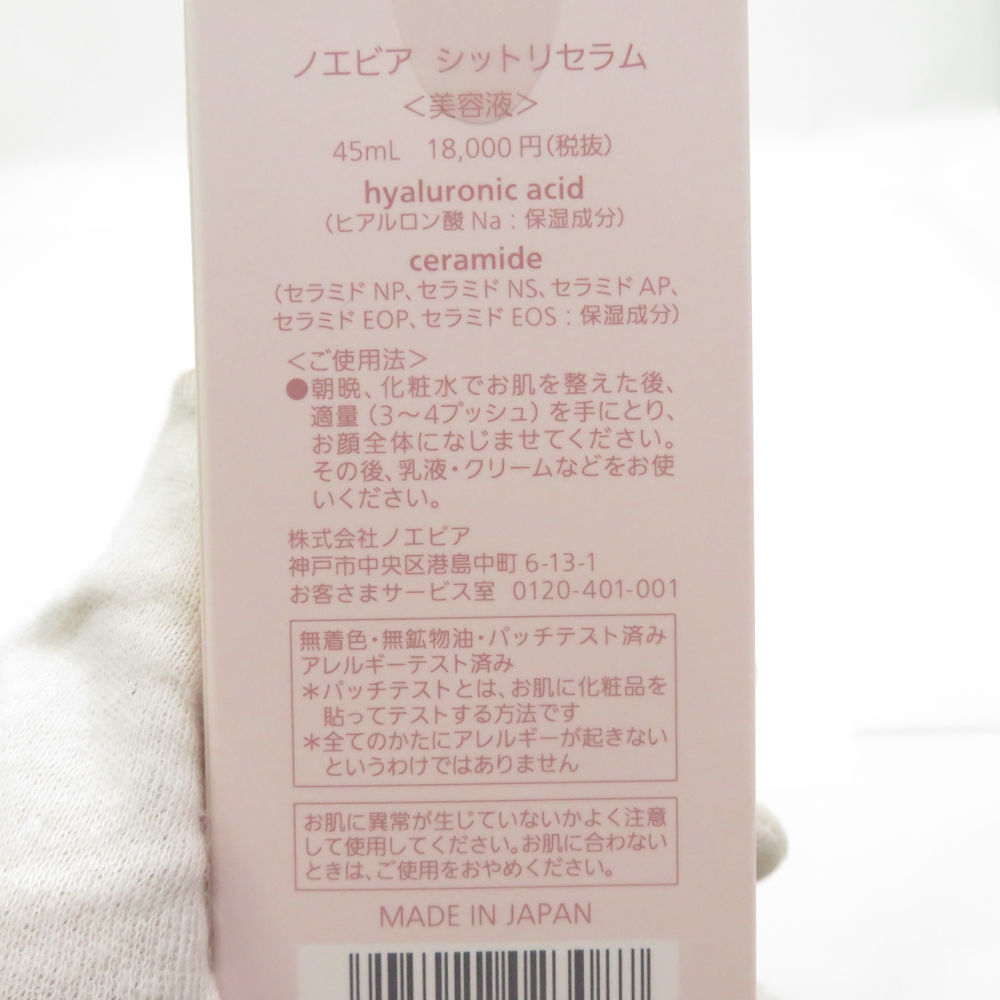 ノエビア シットリセラム
＜美容液＞
45mL 18,000円（税抜）
hyaluronic acid
（ヒアルロン酸Na：保湿成分）
ceramide
（セラミドNP、セラミドNS、セラミドAP、
セラミドEOP、セラミドEOS：保湿成分）
＜ご使用法＞
●朝晩、化粧水でお肌を整えた後、
適量（3～4プッシュ）を手にとり、
お顔全体になじませてください。
その後、乳液・クリームなどをお使
いください。
株式会社ノエビア
神戸市中央区港島中町6-13-1
お客さまサービス室 0120-401-001
無着色・無鉱物油・パッチテスト済み
アレルギーテスト済み
＊パッチテストとは、お肌に化粧品を
貼ってテストする方法です
＊全てのかたにアレルギーが起きない
というわけではありません
お肌に異常が生じていないかよく注意
して使用してください。お肌に合わない
ときは、ご使用をおやめください。
MADE IN JAPAN